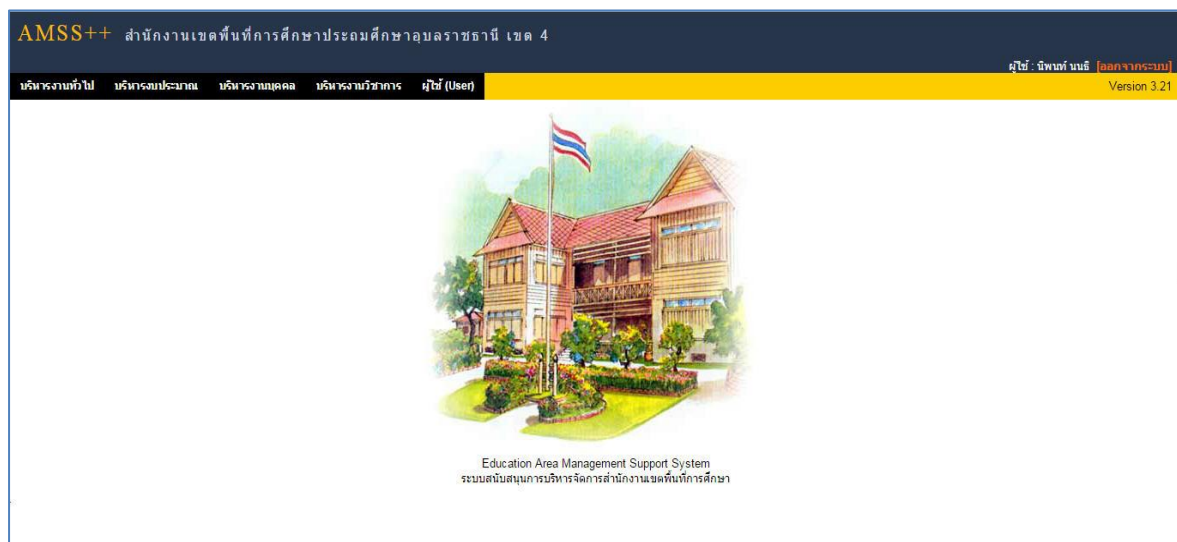 AMSS++ สำนักงานเขตพื้นที่การศึกษาประถมศึกษาอุบลราชธานี เขต 4
ผู้ใช้ : นิพนท์ นนธิ [ออกจากระบบ]
บริหารงานทั่วไป บริหารงบประมาณ บริหารงานบุคคล บริหารงานวิชาการ ผู้ใช้ (User) Version 3.21
Education Area Management Support System
ระบบสนับสนุนการบริหารจัดการสำนักงานเขตพื้นที่การศึกษา